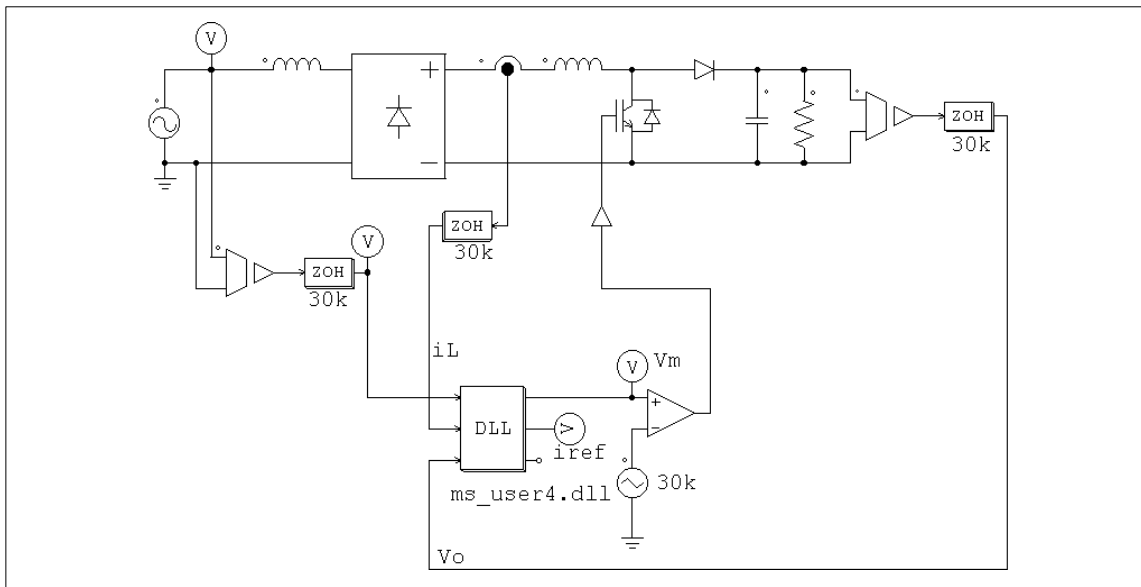 V
ZOH
30k
ZOH
30k
V
ZOH
30k
iL
V
Vm
DLL
V
iref
30k
ms_user4.dll
Vo